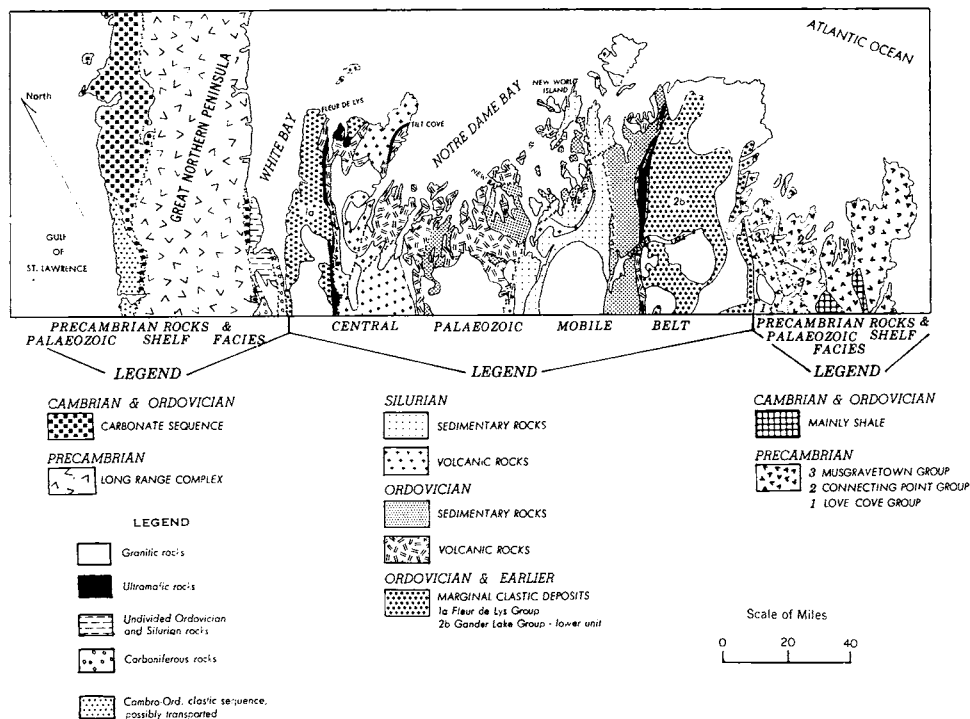 ATLANTIC OCEAN
North
GREAT NORTHERN PENINSULA
WHITE BAY
FLEUR DE LYS
TILT COVE
NOTRE DAME BAY
NEW WORLD
ISLAND
NEW
GULF
OF
ST. LAWRENCE
1a
2b
3
2
3
1
PRECAMBRIAN ROCKS &
PALAEOZOIC SHELF FACIES
CENTRAL PALAEOZOIC MOBILE BELT
PRECAMBRIAN ROCKS &
PALAEOZOIC SHELF
FACIES
LEGEND
CAMBRIAN & ORDOVICIAN
CARBONATE SEQUENCE
PRECAMBRIAN
LONG RANGE COMPLEX
LEGEND
Granitic rocks
Ultramafic rocks
Undivided Ordovician
and Silurian rocks
Carboniferous rocks
Cambro-Ord. clastic sequence,
possibly transported
LEGEND
SILURIAN
SEDIMENTARY ROCKS
VOLCANIC ROCKS
ORDOVICIAN
SEDIMENTARY ROCKS
VOLCANIC ROCKS
ORDOVICIAN & EARLIER
MARGINAL CLASTIC DEPOSITS
1a Fleur de Lys Group
2b Gander Lake Group - lower unit
LEGEND
CAMBRIAN & ORDOVICIAN
MAINLY SHALE
PRECAMBRIAN
3 MUSGRAVETOWN GROUP
2 CONNECTING POINT GROUP
1 LOVE COVE GROUP
Scale of Miles
0 20 40